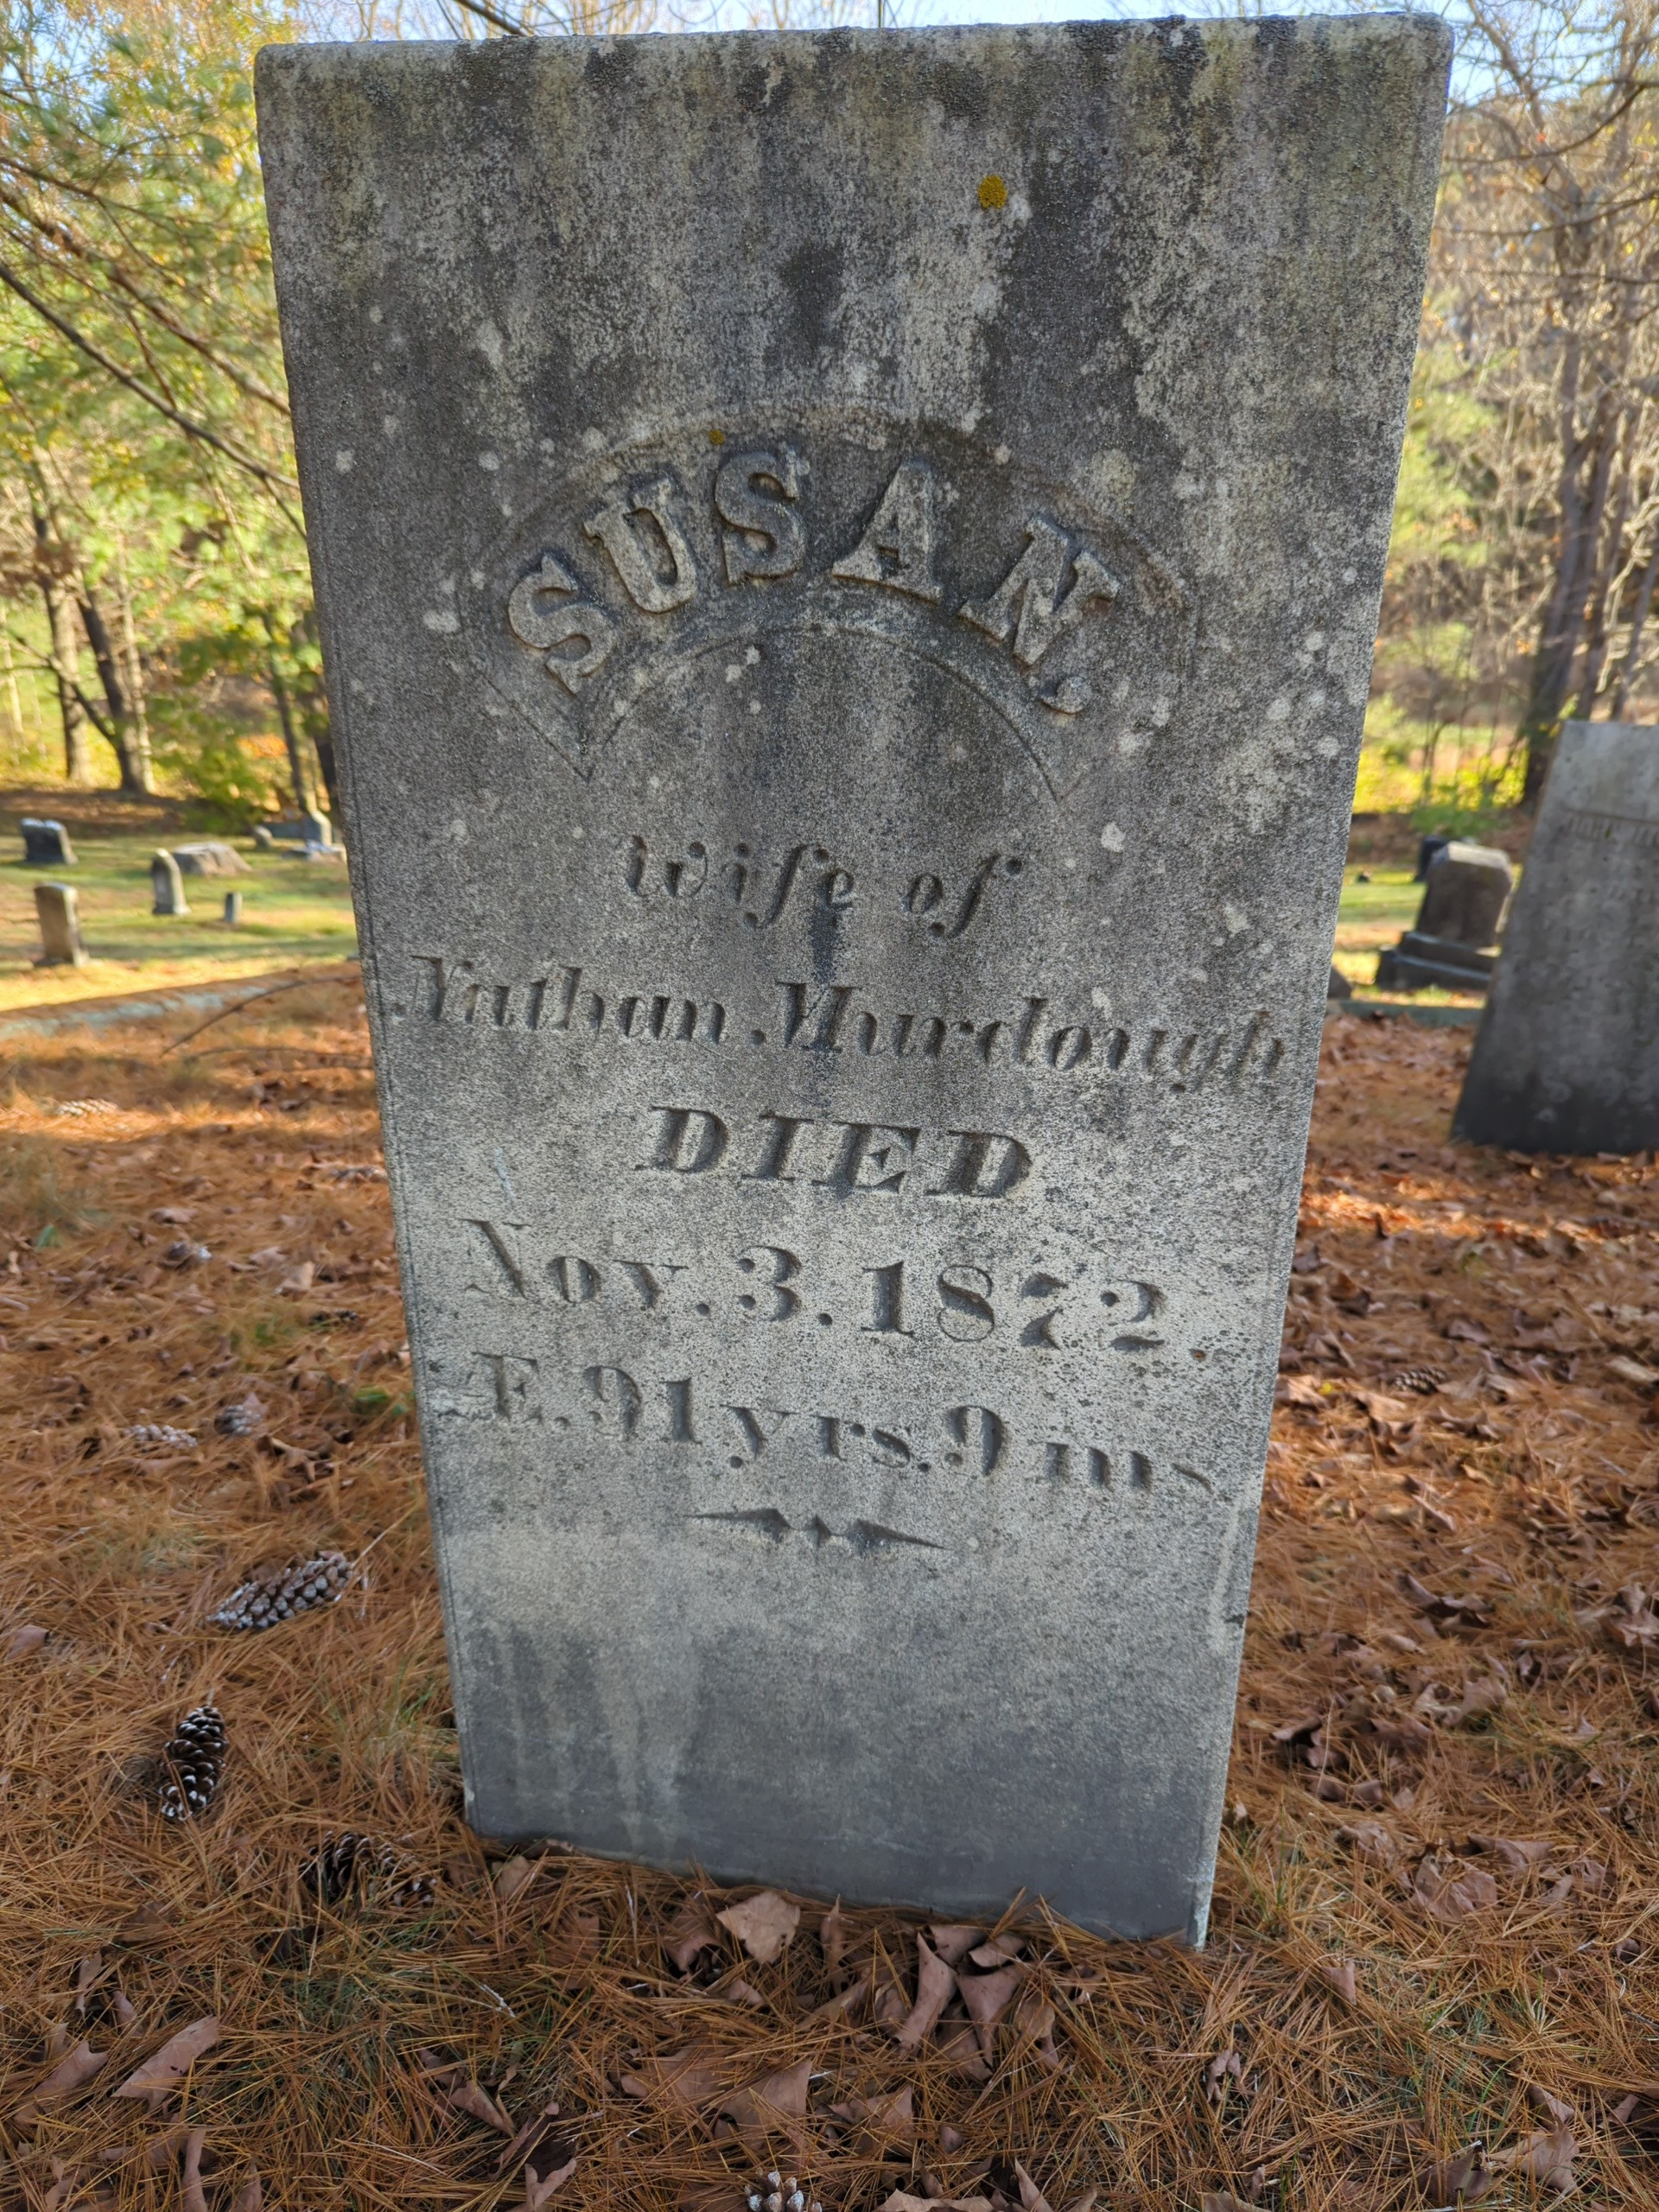 SUSAN.
wife of
Nathan Murdough
DIED
Nov. 3. 1872.
Æ. 91 yrs. 9 ms